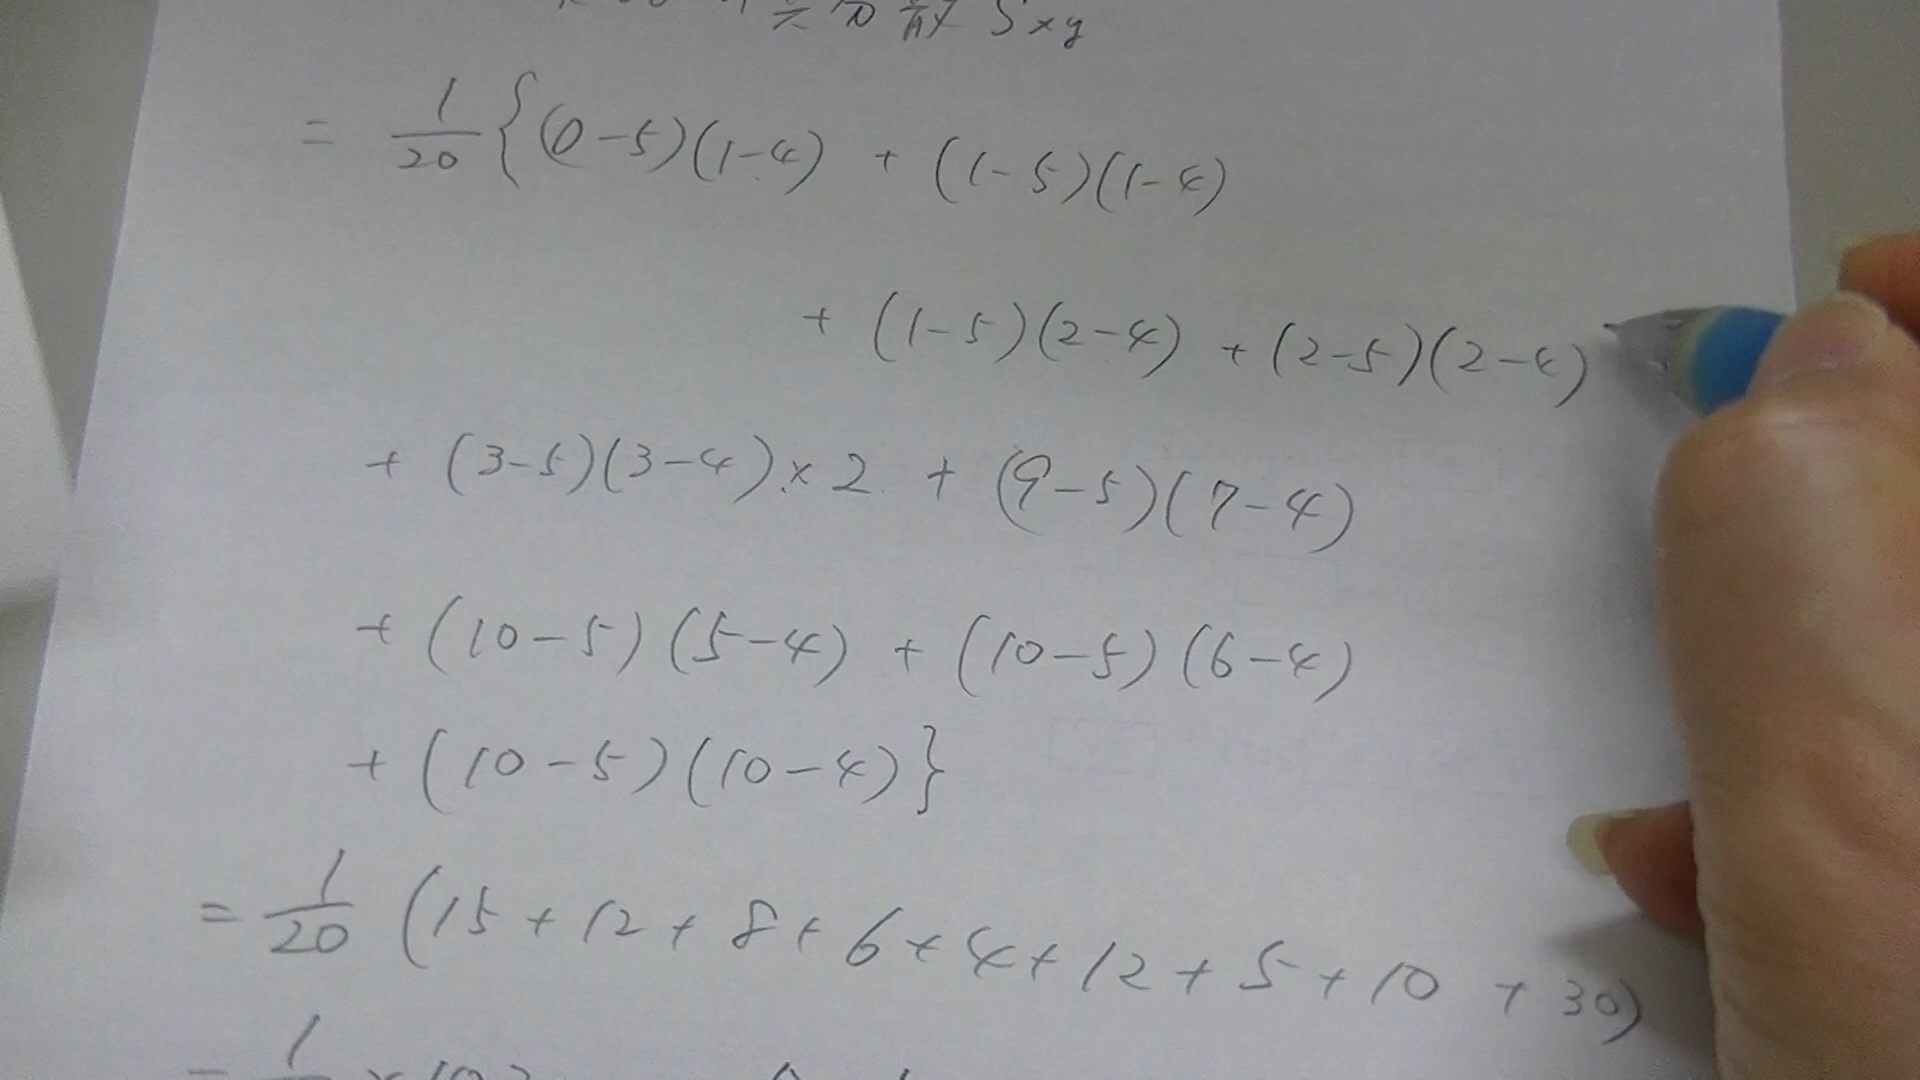 共分散 Sxy
= 1/20 {(0-5)(1-4) + (1-5)(1-4)
+ (1-5)(2-4) + (2-5)(2-4)
+ (3-5)(3-4)×2 + (9-5)(7-4)
+ (10-5)(5-4) + (10-5)(6-4)
+ (10-5)(10-4)}
= 1/20 (15+12+8+6+4+12+5+10+30)